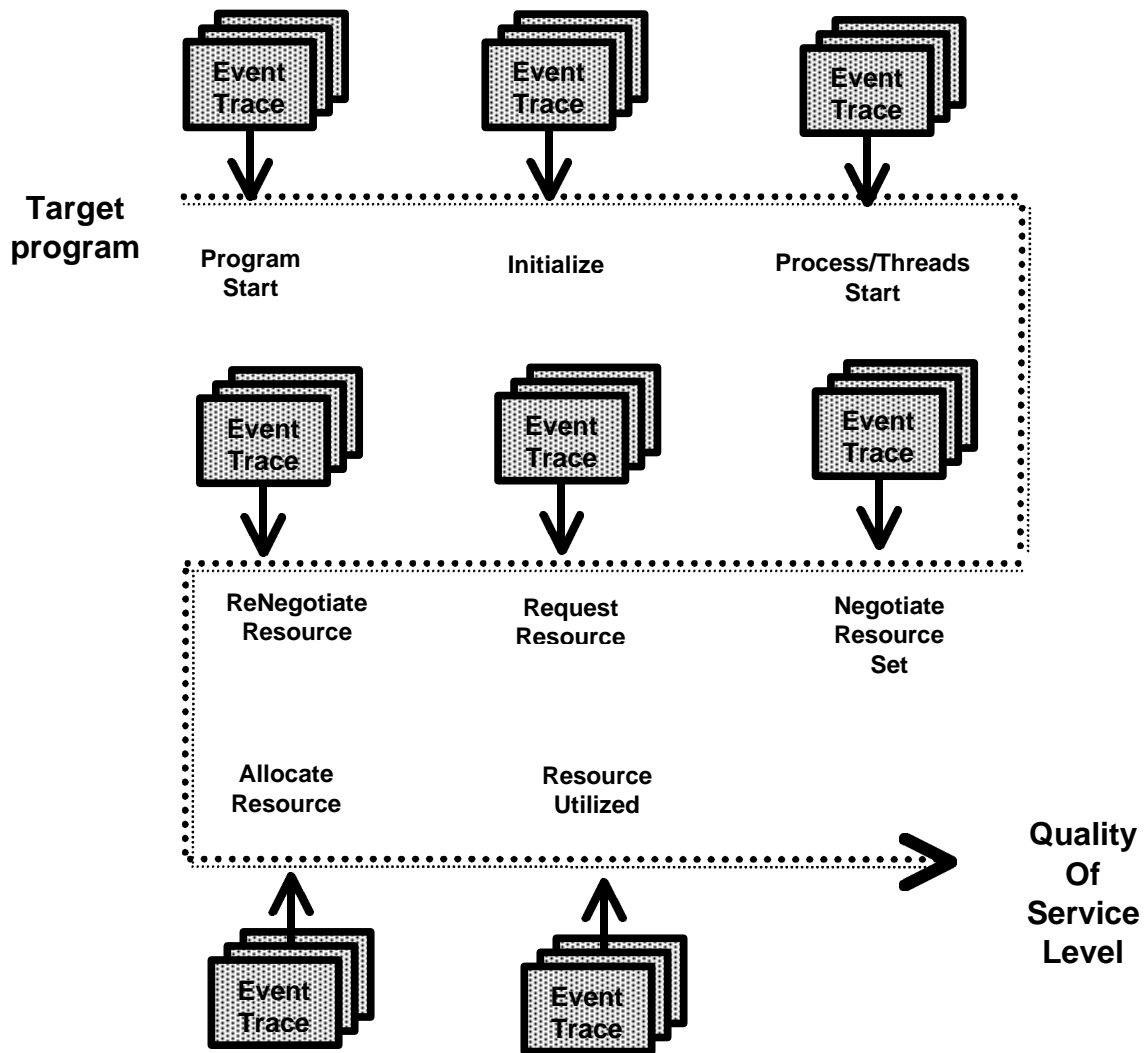 Event
Trace
Event
Trace
Event
Trace
Target
program
Program
Start
Initialize
Process/Threads
Start
Event
Trace
Event
Trace
Event
Trace
ReNegotiate
Resource
Request
Resource
Negotiate
Resource
Set
Allocate
Resource
Resource
Utilized
Quality
Of
Service
Level
Event
Trace
Event
Trace